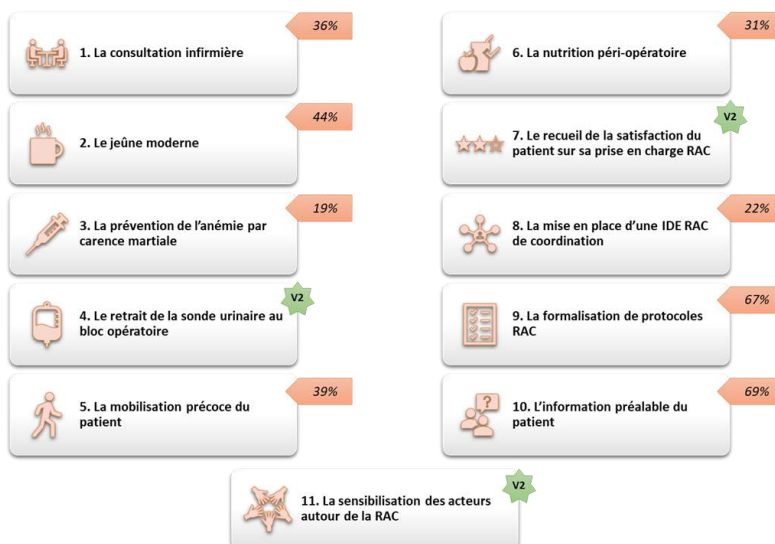 36%
1. La consultation infirmière
44%
2. Le jeûne moderne
19%
3. La prévention de l'anémie par
carence martiale
V2
4. Le retrait de la sonde urinaire au
bloc opératoire
39%
5. La mobilisation précoce du
patient
31%
6. La nutrition péri-opératoire
V2
7. Le recueil de la satisfaction du
patient sur sa prise en charge RAC
22%
8. La mise en place d'une IDE RAC
de coordination
67%
9. La formalisation de protocoles
RAC
69%
?
10. L'information préalable du
patient
V2
11. La sensibilisation des acteurs
autour de la RAC